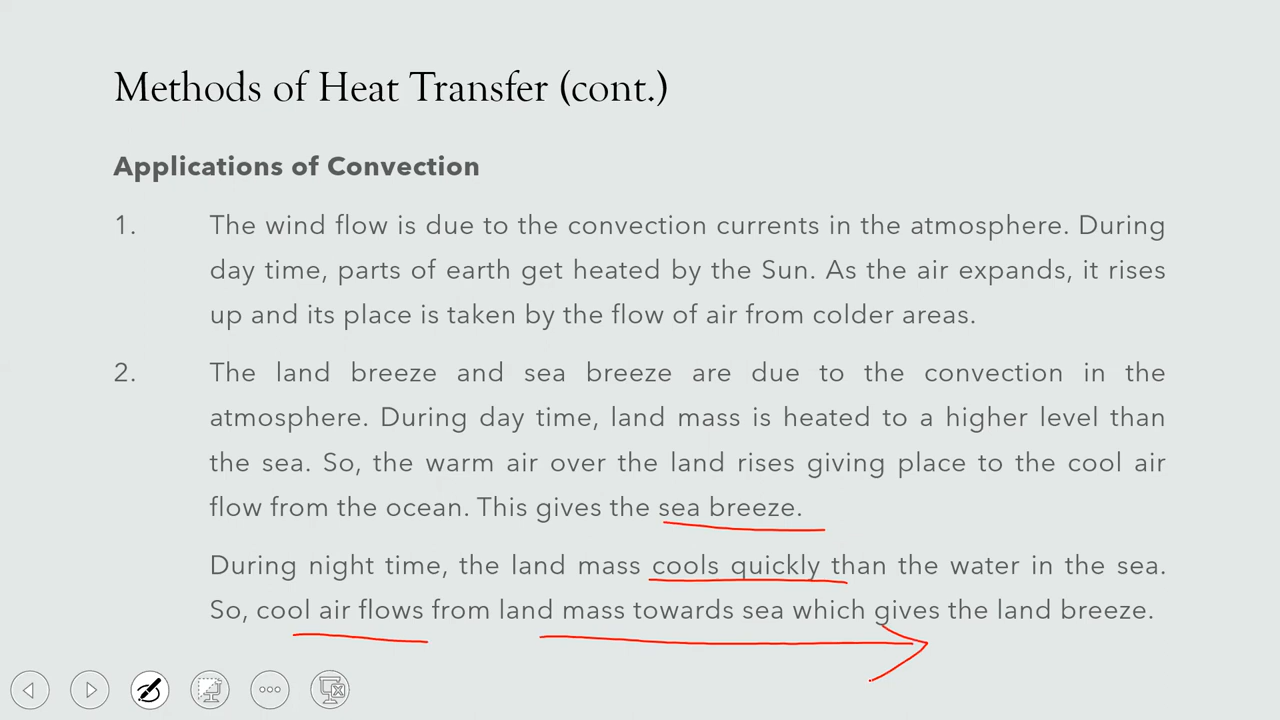 Methods of Heat Transfer (cont.)
Applications of Convection
1. The wind flow is due to the convection currents in the atmosphere. During
day time, parts of earth get heated by the Sun. As the air expands, it rises
up and its place is taken by the flow of air from colder areas.
2. The land breeze and sea breeze are due to the convection in the
atmosphere. During day time, land mass is heated to a higher level than
the sea. So, the warm air over the land rises giving place to the cool air
flow from the ocean. This gives the sea breeze.
During night time, the land mass cools quickly than the water in the sea.
So, cool air flows from land mass towards sea which gives the land breeze.